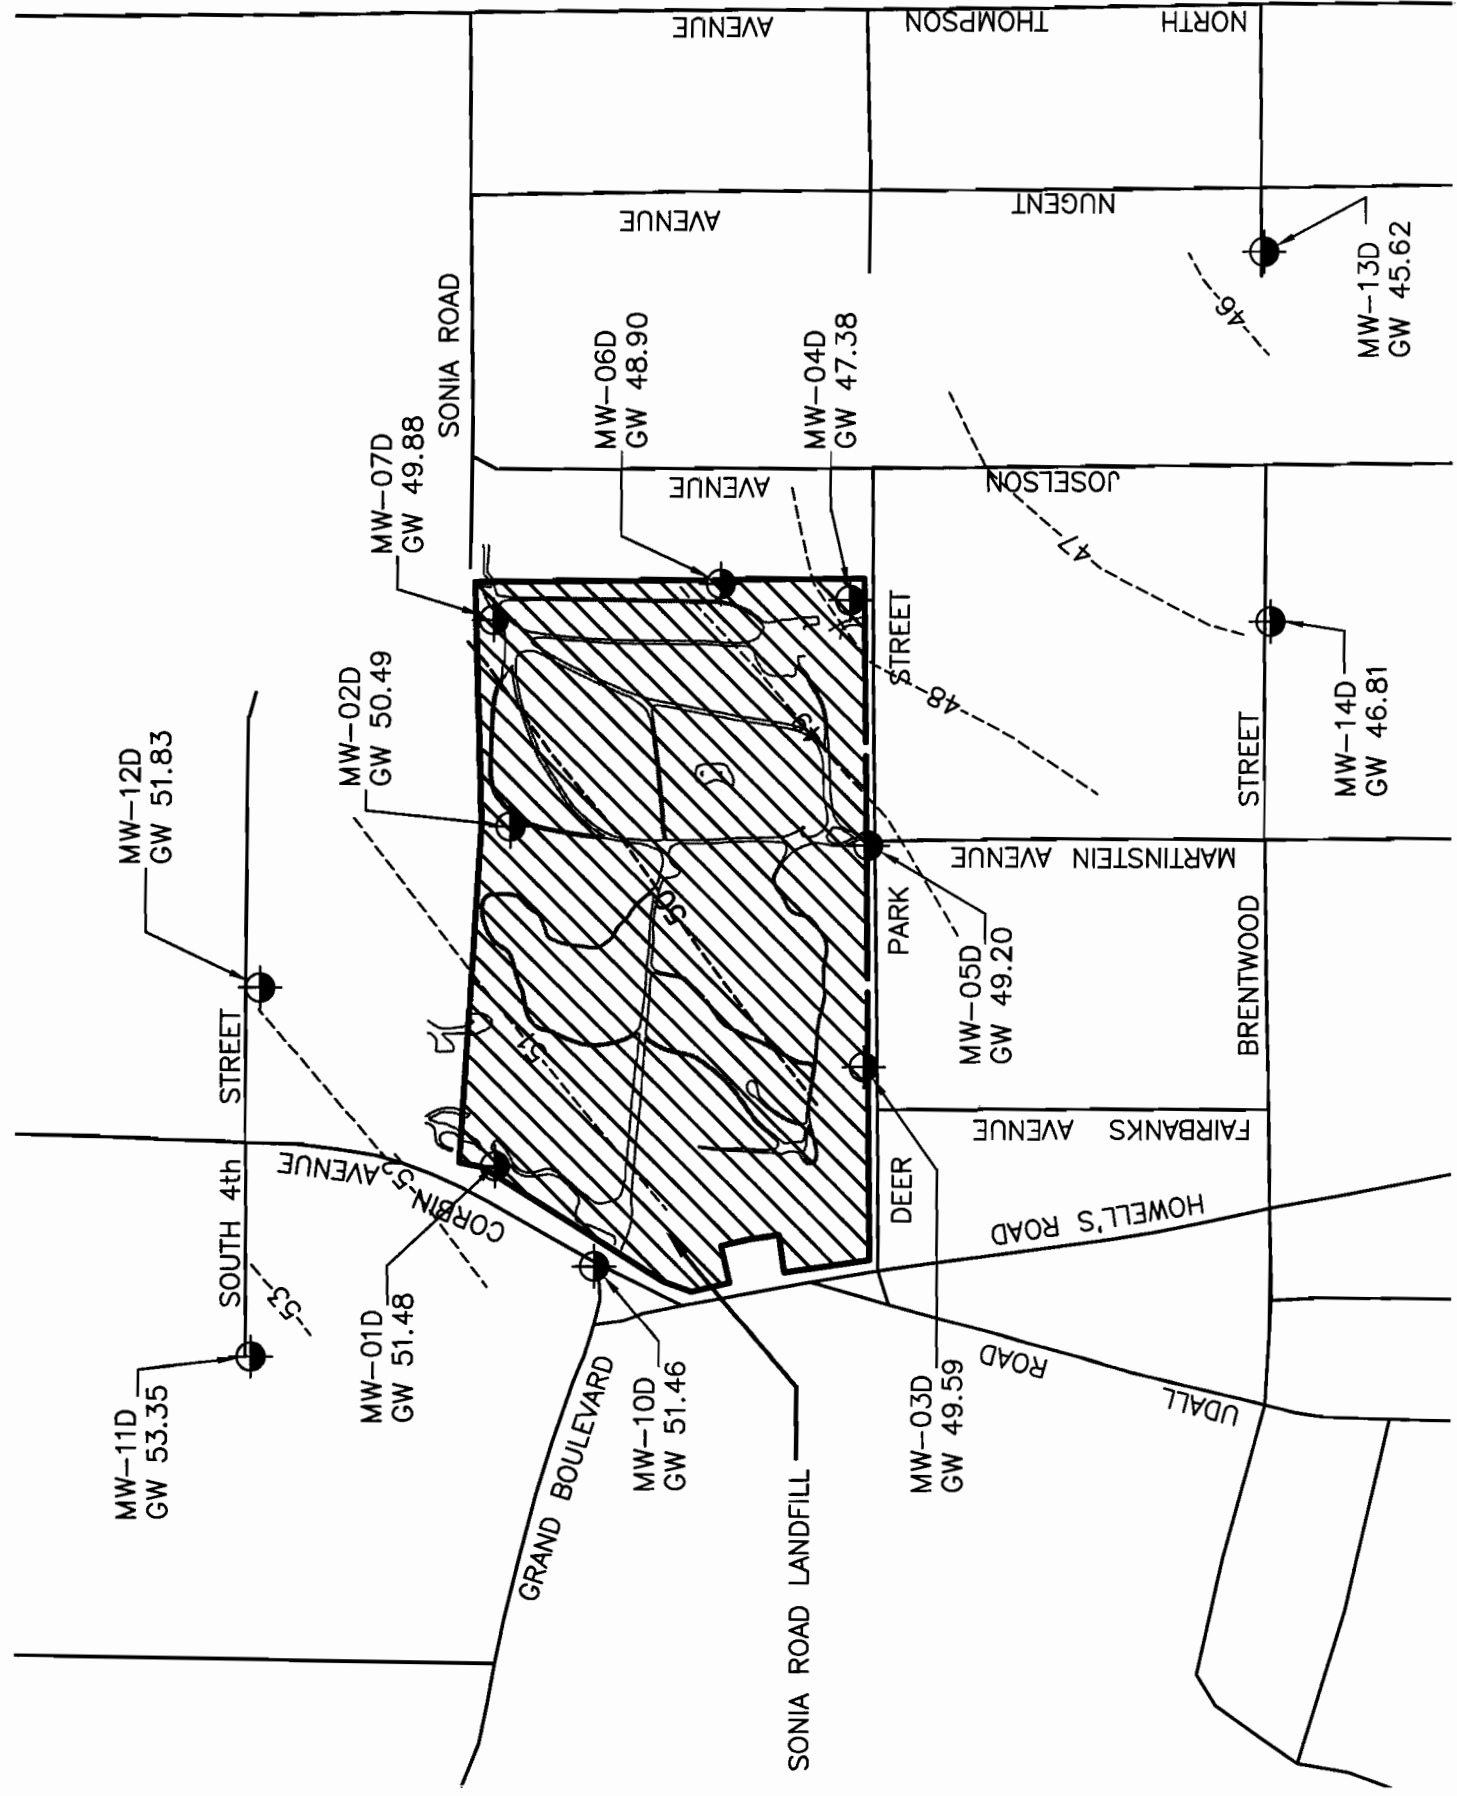 NORTH THOMPSON AVENUE
NUGENT AVENUE
SONIA ROAD
MW-13D
GW 45.62
46
MW-06D
GW 48.90
MW-04D
GW 47.38
MW-07D
GW 49.88
JOSELSON AVENUE
47
MW-02D
GW 50.49
MW-12D
GW 51.83
MW-14D
GW 46.81
48
49
50
51
52
53
DEER PARK STREET
BRENTWOOD STREET
MARTINSTEIN AVENUE
MW-05D
GW 49.20
FAIRBANKS AVENUE
SOUTH 4th STREET
CORBIN AVENUE
HOWELL'S ROAD
MW-01D
GW 51.48
MW-11D
GW 53.35
MW-10D
GW 51.46
MW-03D
GW 49.59
UDALL ROAD
GRAND BOULEVARD
SONIA ROAD LANDFILL